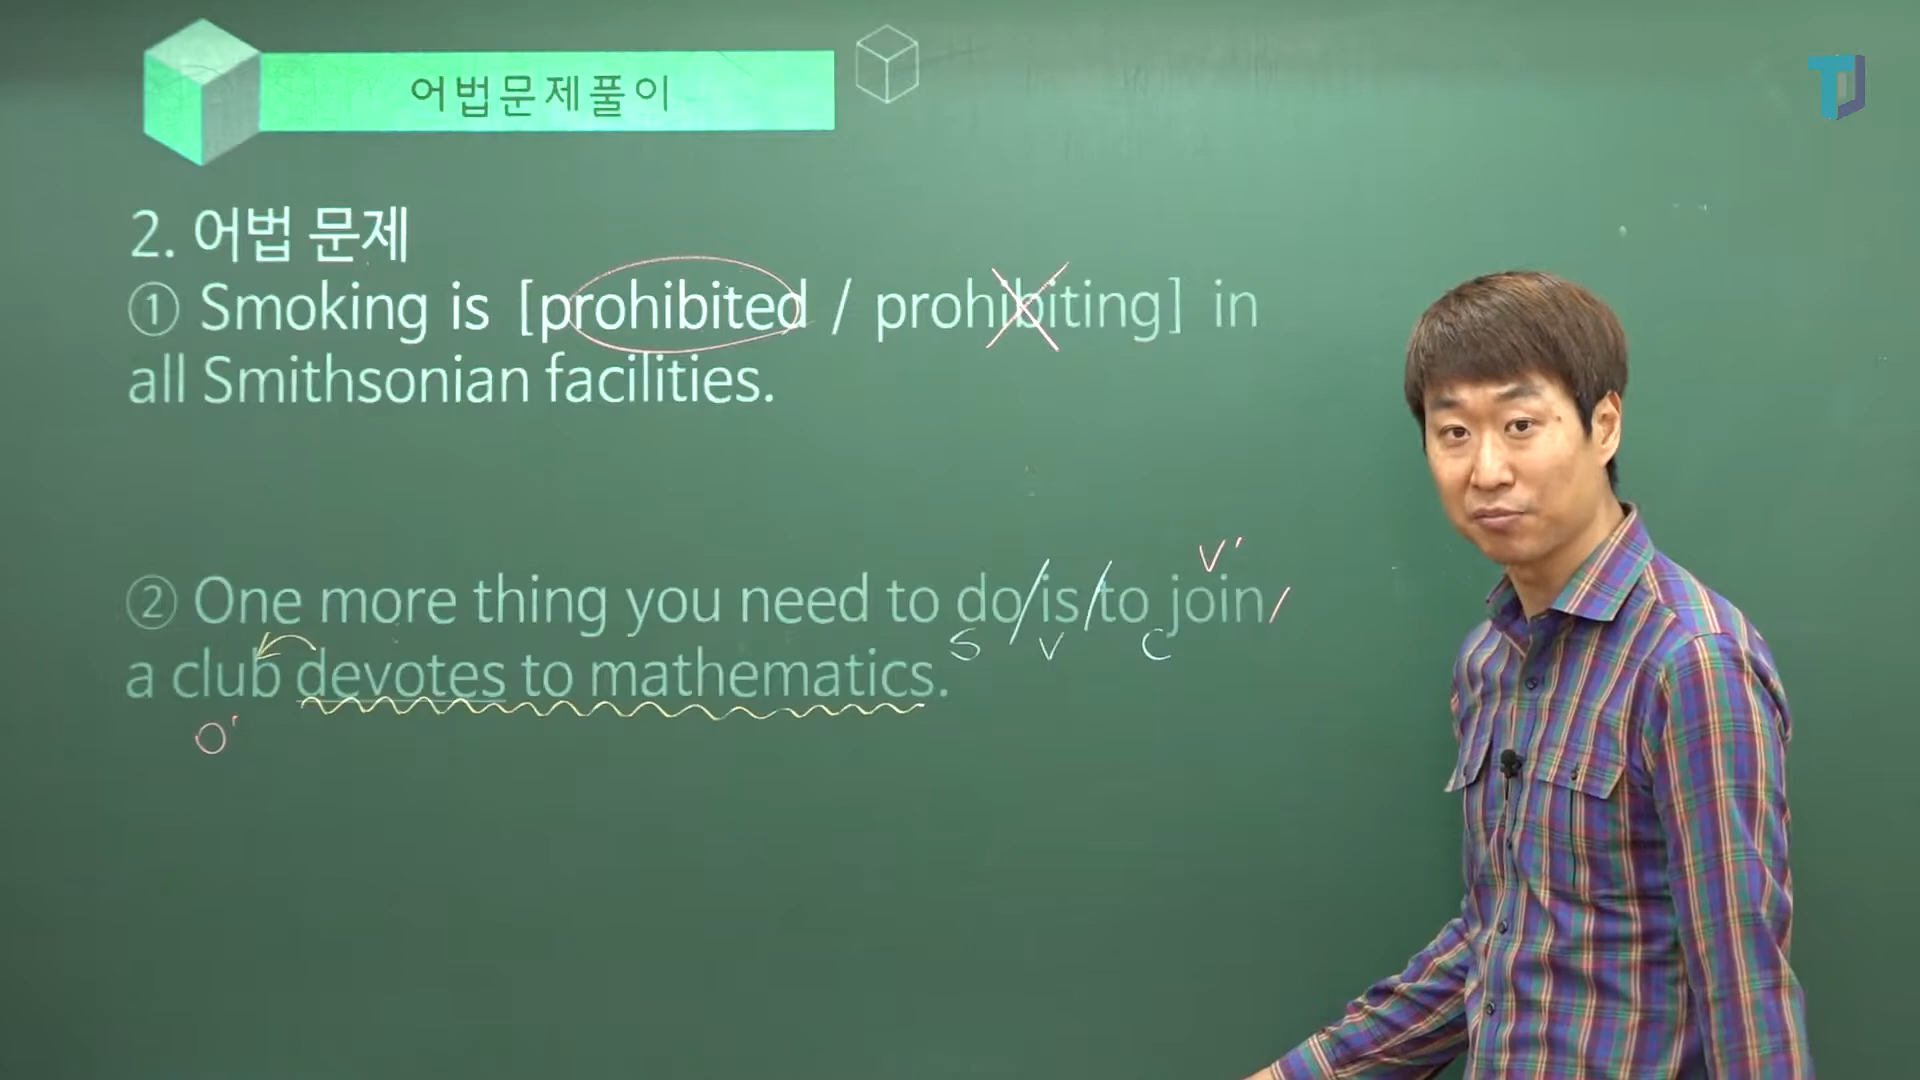 어법문제풀이
2. 어법 문제
① Smoking is [prohibited / prohibiting] in
all Smithsonian facilities.
V'
② One more thing you need to do/is/to join/
S V C
a club devotes to mathematics.
O'
TJ